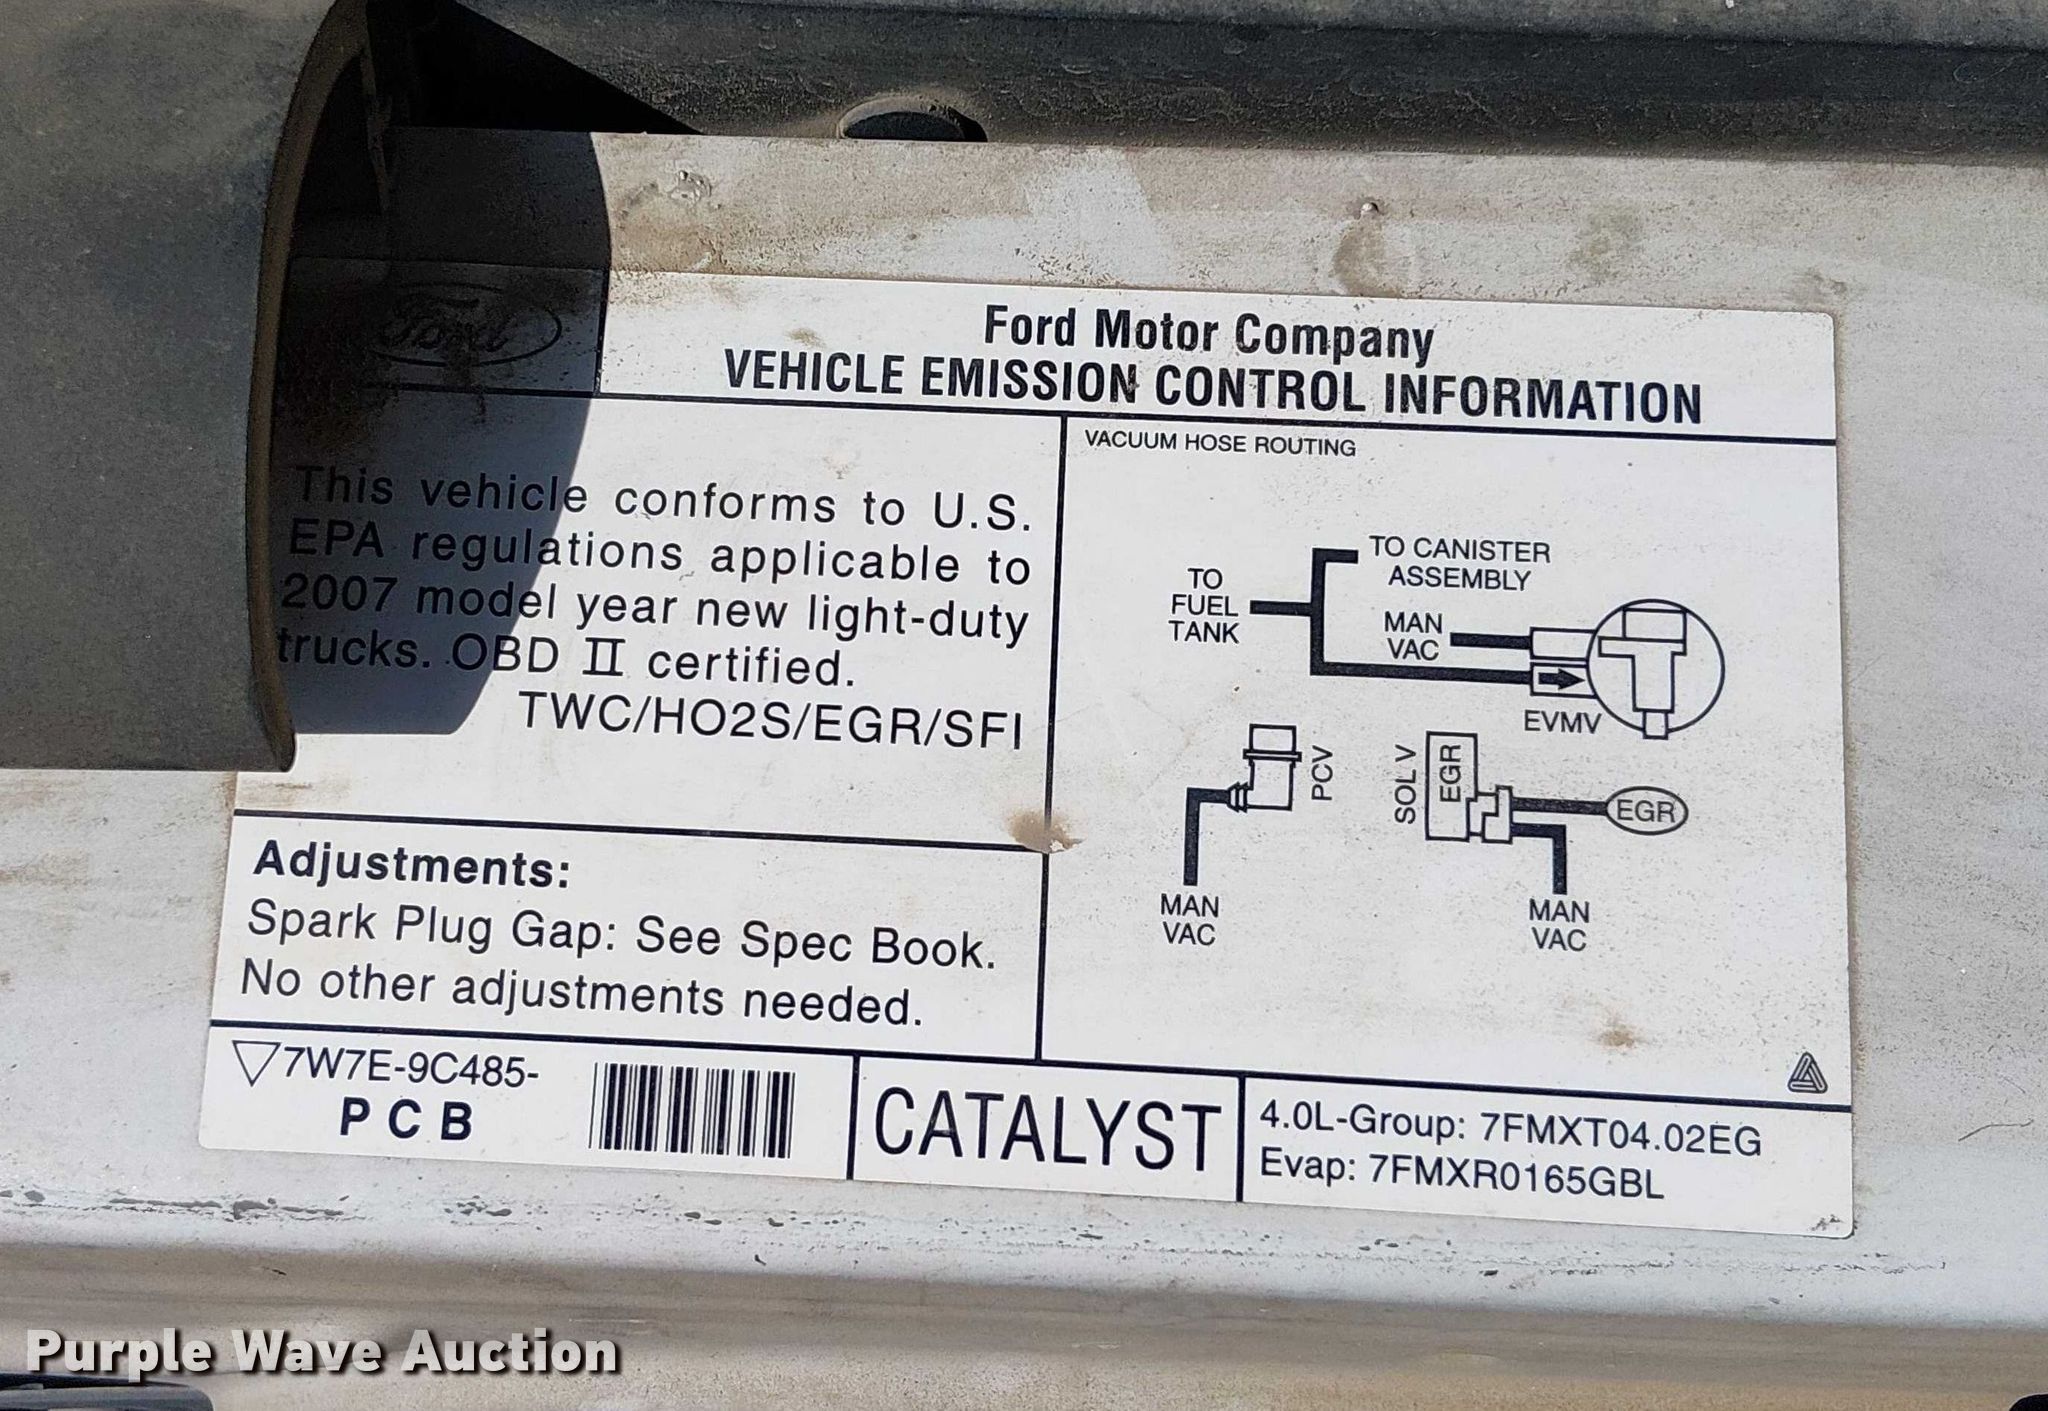 Ford
Ford Motor Company
VEHICLE EMISSION CONTROL INFORMATION
This vehicle conforms to U.S.
EPA regulations applicable to
2007 model year new light-duty
trucks. OBD II certified.
TWC/HO2S/EGR/SFI
Adjustments:
Spark Plug Gap: See Spec Book.
No other adjustments needed.
VACUUM HOSE ROUTING
TO CANISTER
ASSEMBLY
TO
FUEL
TANK
MAN
VAC
EVMV
PCV
MAN
VAC
SOL V
EGR
EGR
MAN
VAC
7W7E-9C485-
PCB
CATALYST
4.0L-Group: 7FMXT04.02EG
Evap: 7FMXR0165GBL
Purple Wave Auction